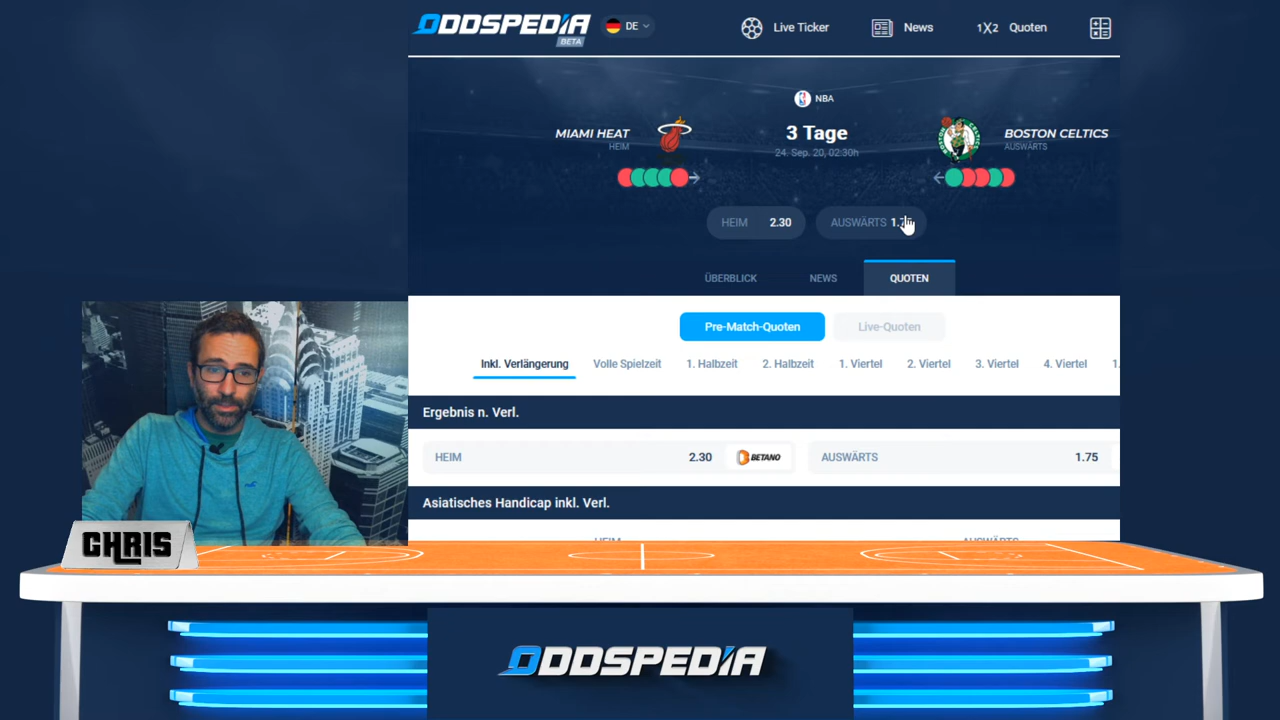 ODDSPEDIA
BETA
DE
Live Ticker
News
1X2 Quoten
NBA
MIAMI HEAT
HEIM
3 Tage
24. Sep. 20, 02:30h
BOSTON CELTICS
AUSWÄRTS
HEIM 2.30
AUSWÄRTS
ÜBERBLICK
NEWS
QUOTEN
Pre-Match-Quoten
Live-Quoten
Inkl. Verlängerung
Volle Spielzeit
1. Halbzeit
2. Halbzeit
1. Viertel
2. Viertel
3. Viertel
4. Viertel
1.
Ergebnis n. Verl.
HEIM 2.30 BETANO
AUSWÄRTS 1.75
Asiatisches Handicap inkl. Verl.
HEIM
AUSWÄRTS
CHRIS
ODDSPEDIA